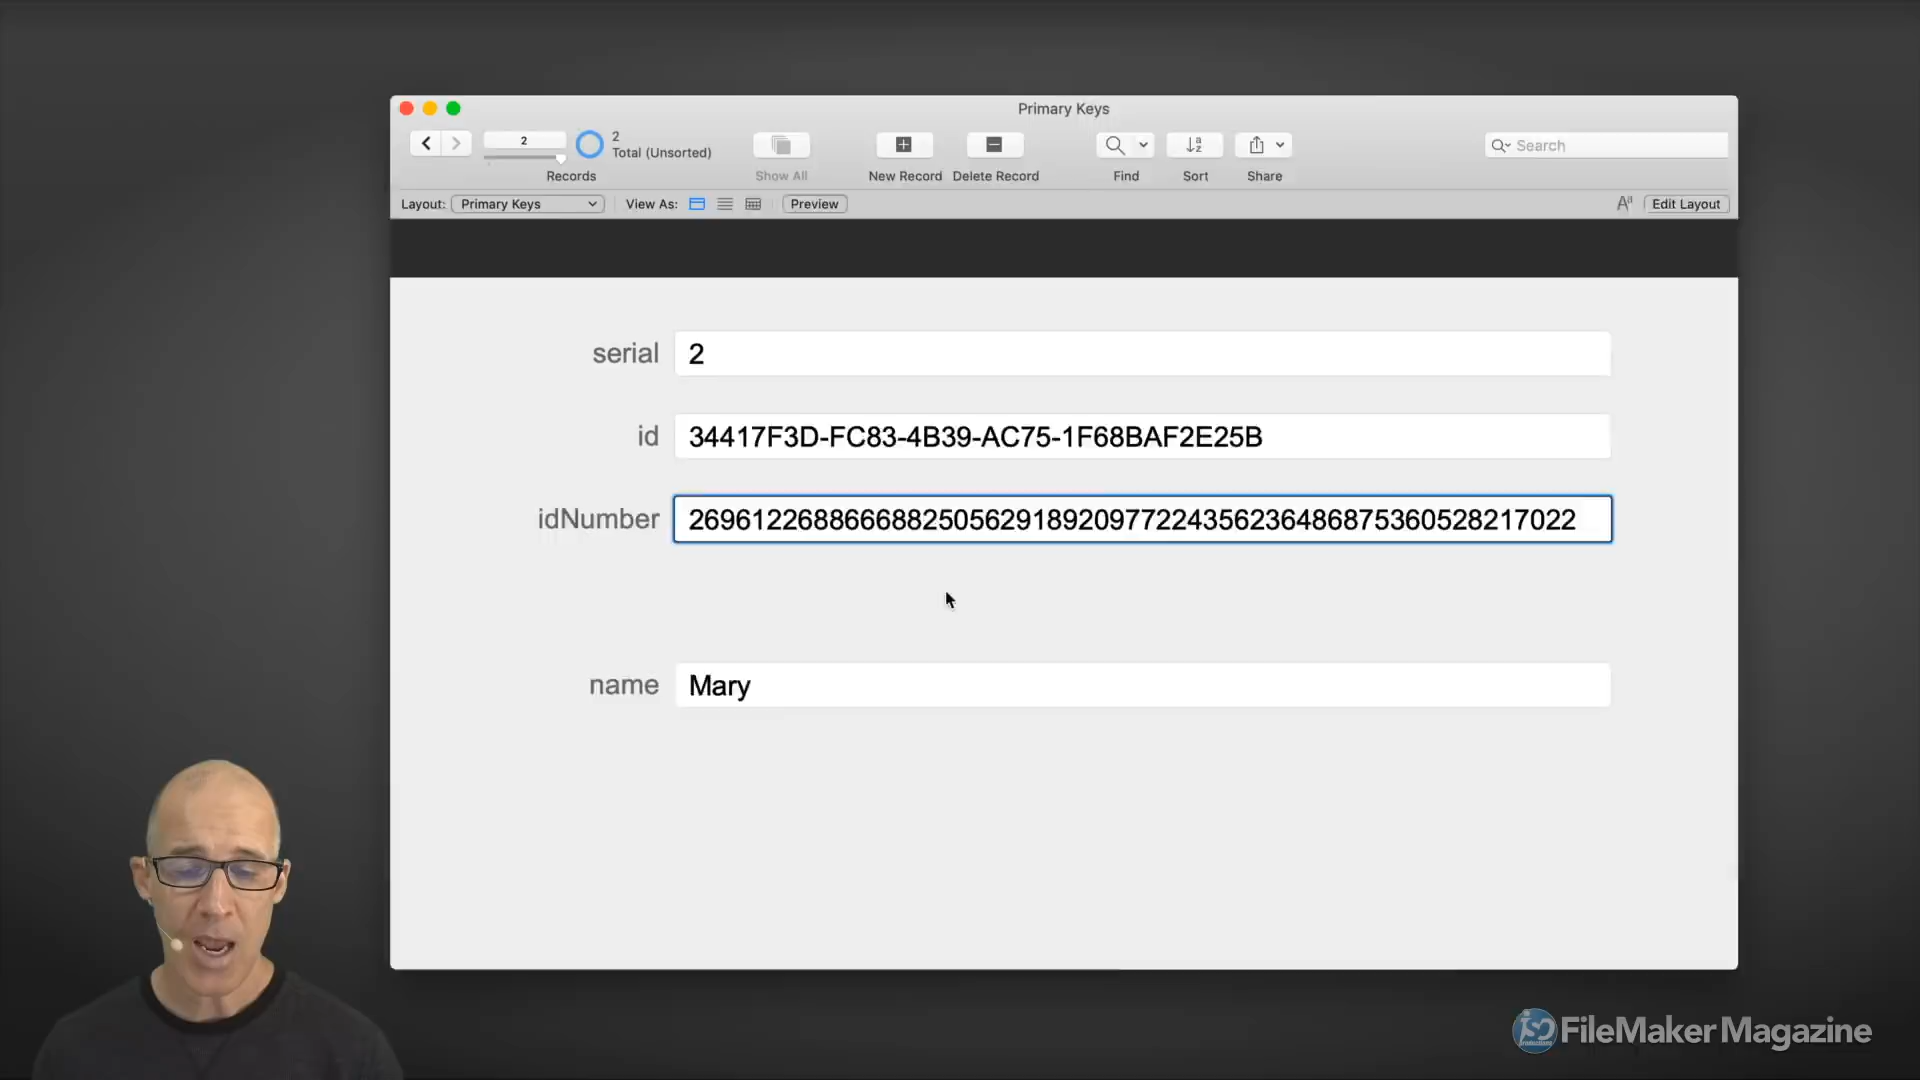 Primary Keys
2
2
Total (Unsorted)
Records
Show All
New Record
Delete Record
Find
Sort
Share
Search
Layout:
Primary Keys
View As:
Preview
Aª
Edit Layout
serial
2
id
34417F3D-FC83-4B39-AC75-1F68BAF2E25B
idNumber
269612268866688250562918920977224356236486875360528217022
name
Mary
FileMaker Magazine